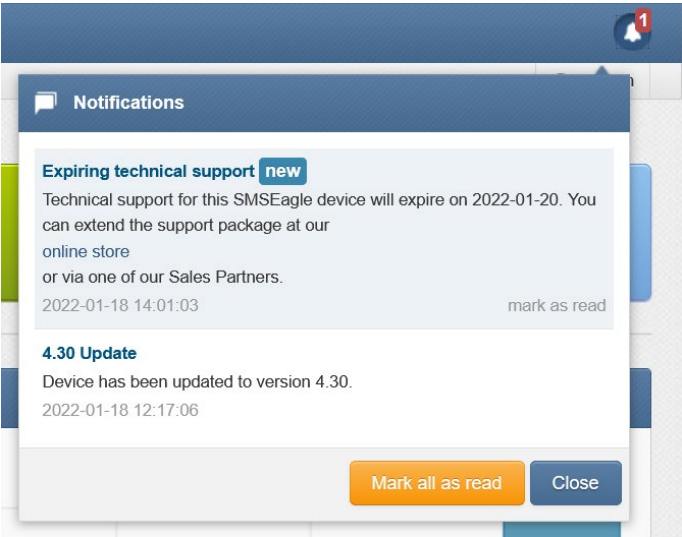 1
Notifications
Expiring technical support new
Technical support for this SMSEagle device will expire on 2022-01-20. You
can extend the support package at our
online store
or via one of our Sales Partners.
2022-01-18 14:01:03 mark as read
4.30 Update
Device has been updated to version 4.30.
2022-01-18 12:17:06
Mark all as read Close